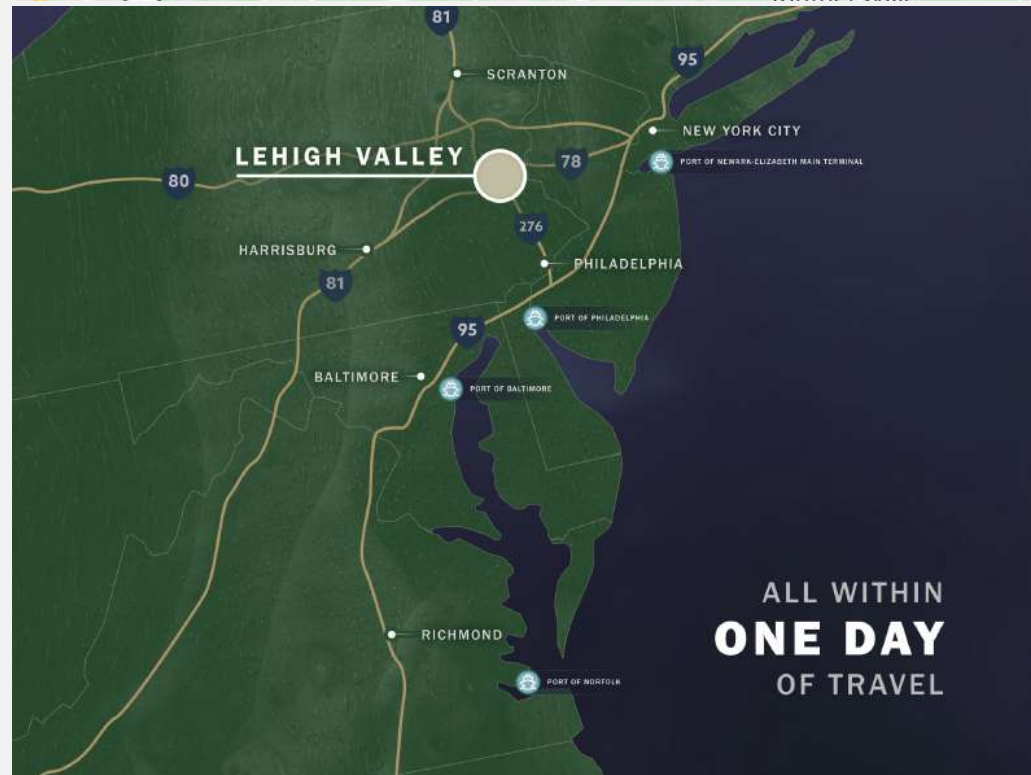 81
95
SCRANTON
NEW YORK CITY
LEHIGH VALLEY
78
PORT OF NEWARK-ELIZABETH MAIN TERMINAL
80
276
HARRISBURG
PHILADELPHIA
81
PORT OF PHILADELPHIA
95
BALTIMORE
PORT OF BALTIMORE
ALL WITHIN
ONE DAY
OF TRAVEL
RICHMOND
PORT OF NORFOLK